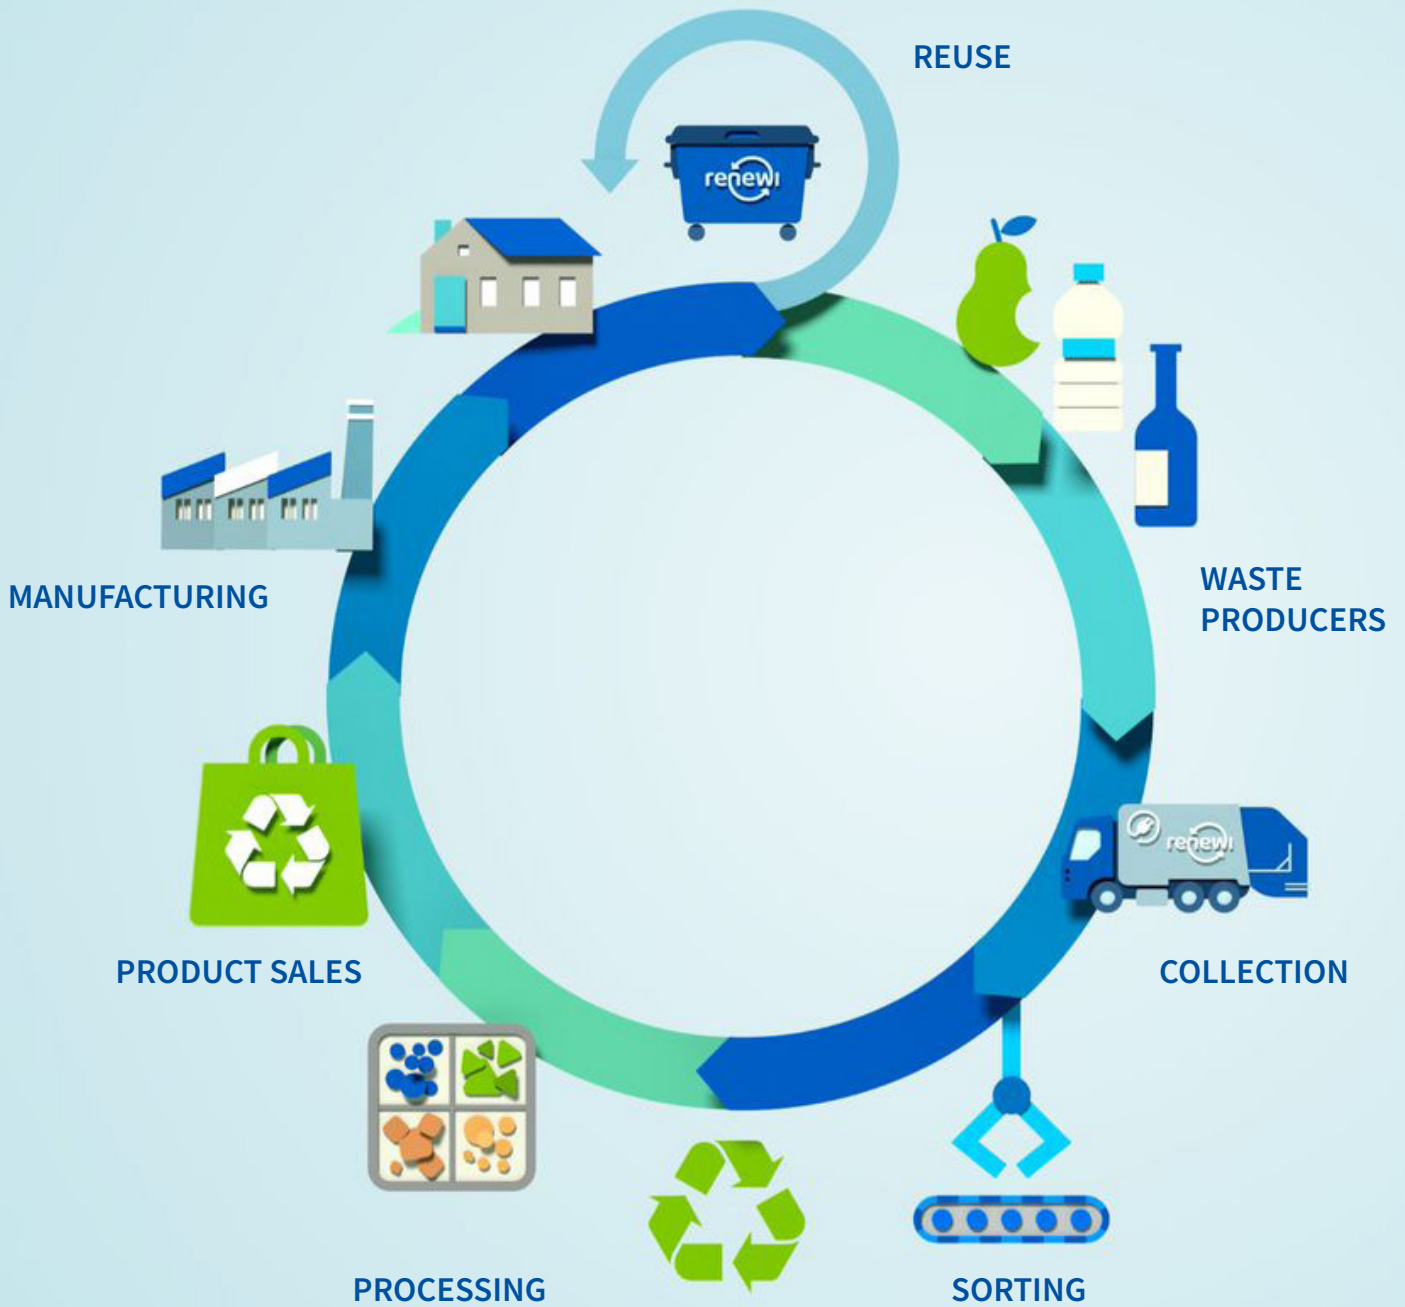 REUSE
renewi
WASTE
PRODUCERS
MANUFACTURING
renewi
PRODUCT SALES
COLLECTION
PROCESSING
SORTING